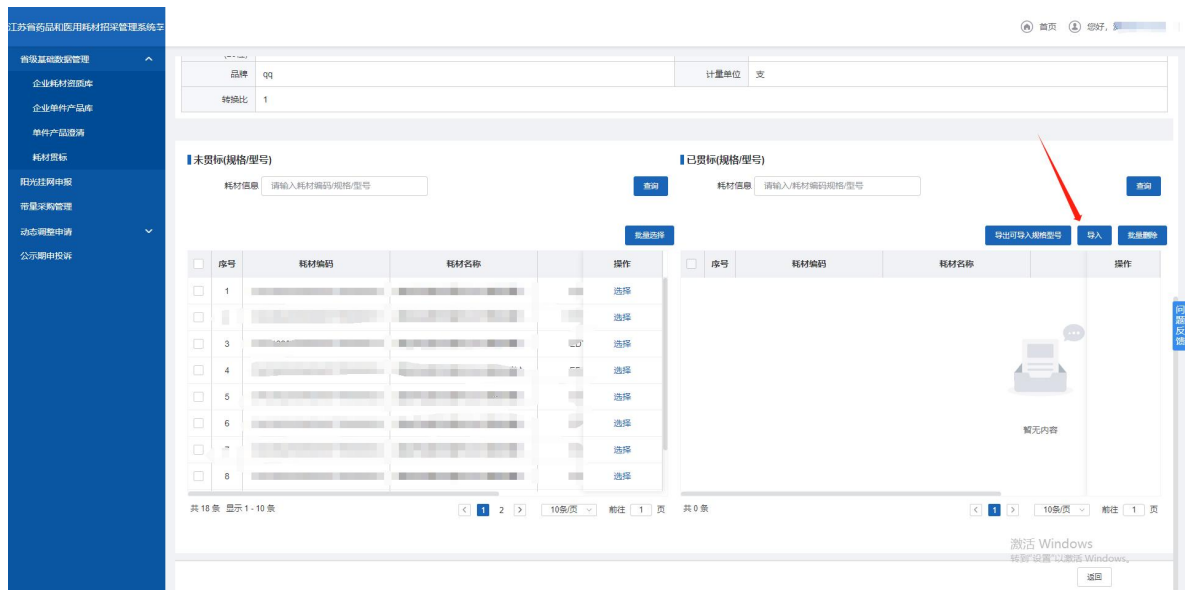 江苏省药品和医用耗材招采管理系统
首页 您好,
省级基础数据管理
企业耗材资质库
企业单件产品库
单件产品澄清
耗材贯标
阳光挂网申报
带量采购管理
动态调整申请
公示期申投诉
品牌 qq 计量单位 支
转换比 1
未贯标(规格/型号)
耗材信息 请输入耗材编码/规格/型号 查询
批量选择
序号 耗材编码 耗材名称 操作
1 选择
选择
3 选择
4 选择
5 选择
6 选择
选择
8 选择
共 18 条 显示 1 - 10 条 < 1 2 > 10条/页 前往 1 页
已贯标(规格/型号)
耗材信息 请输入/耗材编码规格/型号 查询
导出可导入规格型号 导入 批量删除
序号 耗材编码 耗材名称 操作
暂无内容
共 0 条 < 1 > 10条/页 前往 1 页
问题反馈
激活 Windows
转到"设置"以激活 Windows。
返回